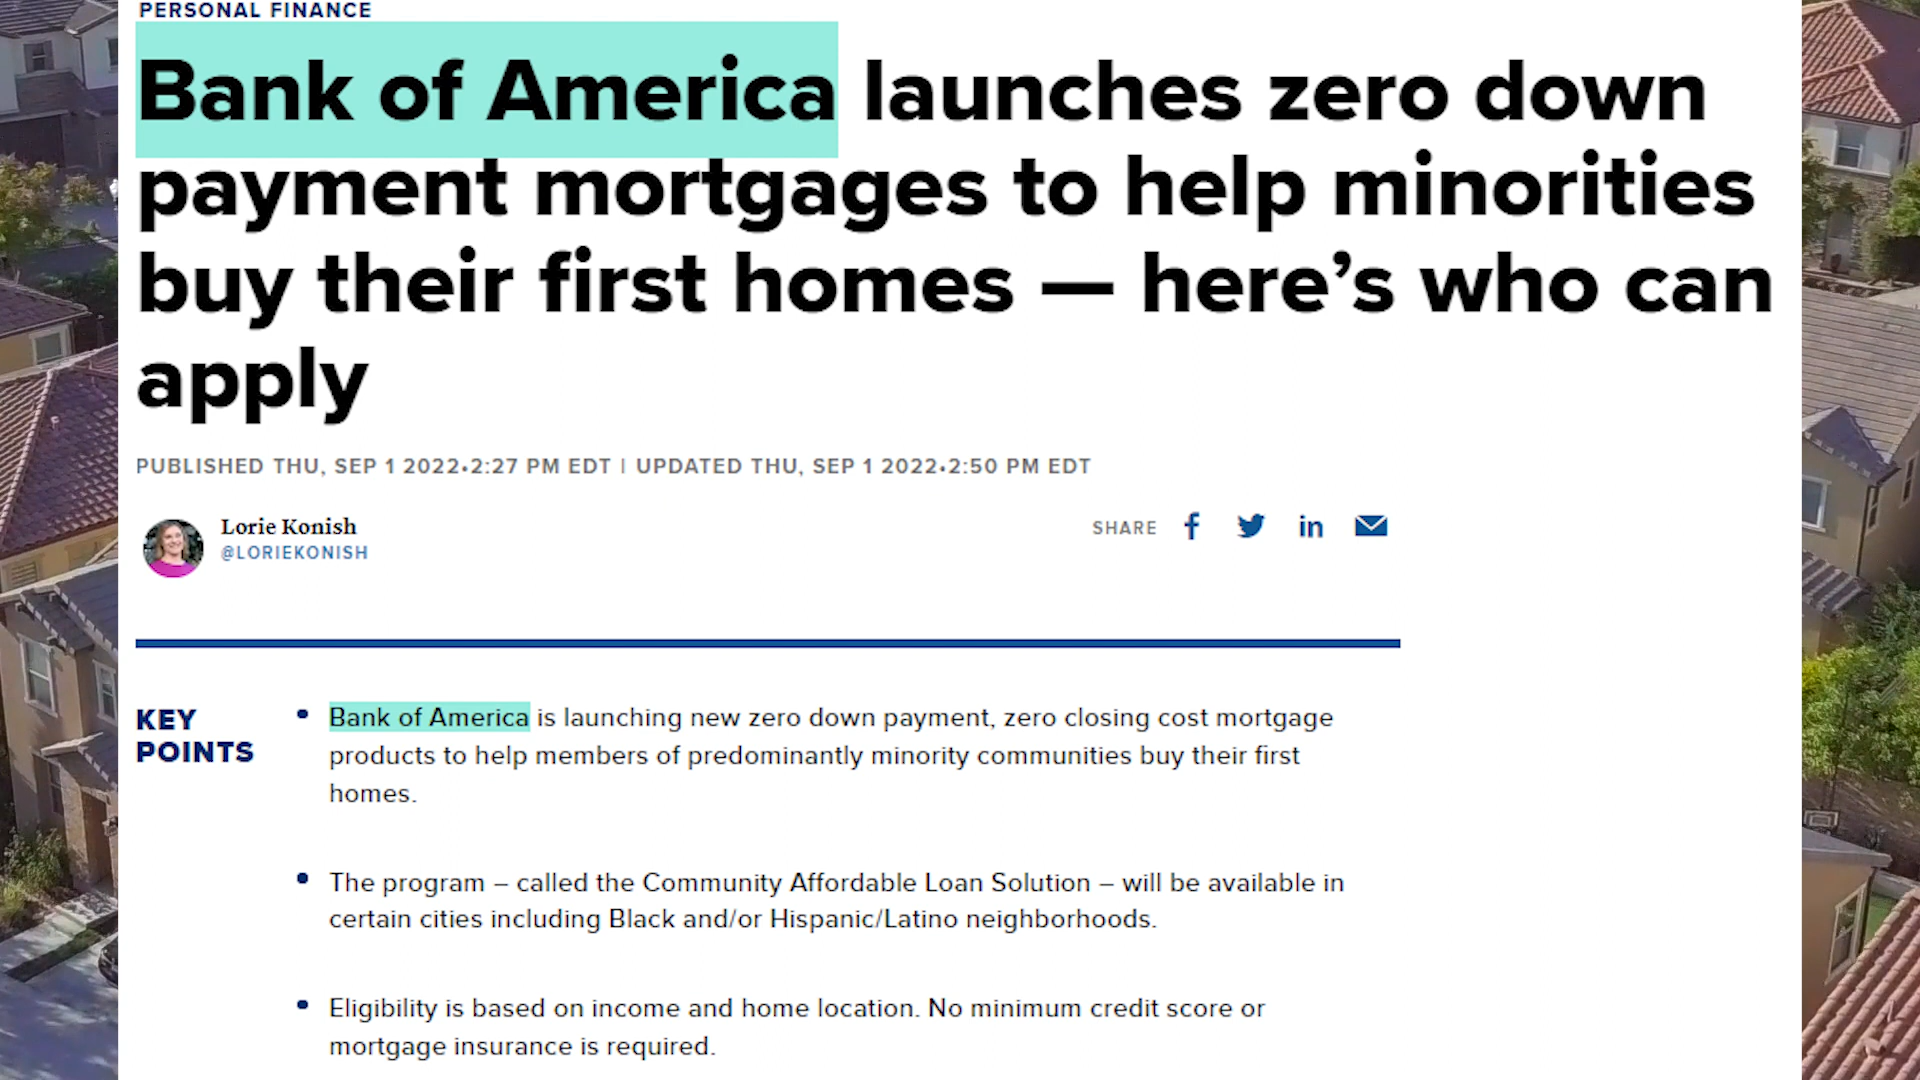 PERSONAL FINANCE
Bank of America launches zero down
payment mortgages to help minorities
buy their first homes — here’s who can
apply
PUBLISHED THU, SEP 1 2022•2:27 PM EDT | UPDATED THU, SEP 1 2022•2:50 PM EDT
Lorie Konish
@LORIEKONISH
SHARE
KEY
POINTS
• Bank of America is launching new zero down payment, zero closing cost mortgage
products to help members of predominantly minority communities buy their first
homes.
• The program – called the Community Affordable Loan Solution – will be available in
certain cities including Black and/or Hispanic/Latino neighborhoods.
• Eligibility is based on income and home location. No minimum credit score or
mortgage insurance is required.